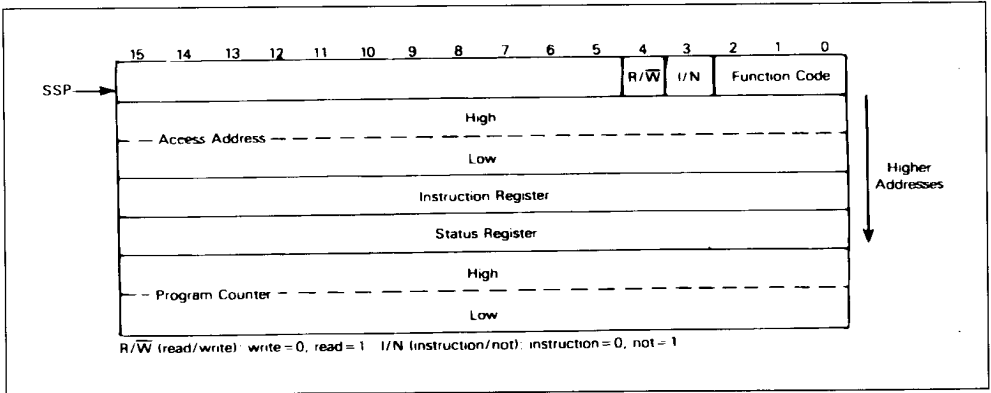 15 14 13 12 11 10 9 8 7 6 5 4 3 2 1 0
R/W̅ I/N Function Code
SSP
High
Access Address
Low
Higher
Addresses
Instruction Register
Status Register
High
Program Counter
Low
R/W̅ (read/write): write = 0, read = 1 I/N (instruction/not): instruction = 0, not = 1